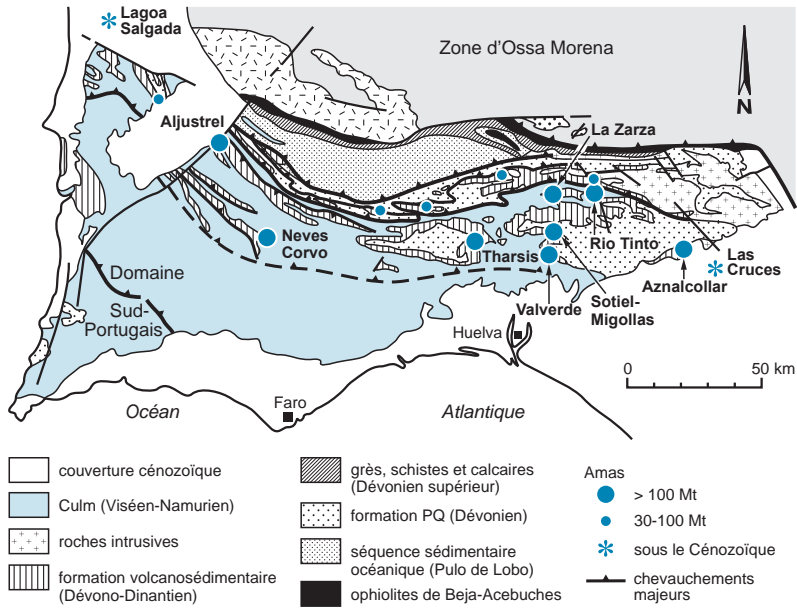 Lagoa
Salgada
Zone d'Ossa Morena
N
Aljustrel
La Zarza
Neves
Corvo
Tharsis
Rio Tinto
Las
Cruces
Domaine
Sud-
Portugais
Valverde
Sotiel-
Migollas
Aznalcollar
Huelva
0 50 km
Océan
Faro
Atlantique
couverture cénozoïque
Culm (Viséen-Namurien)
roches intrusives
formation volcanosédimentaire
(Dévono-Dinantien)
grès, schistes et calcaires
(Dévonien supérieur)
formation PQ (Dévonien)
séquence sédimentaire
océanique (Pulo de Lobo)
ophiolites de Beja-Acebuches
Amas
> 100 Mt
30-100 Mt
sous le Cénozoïque
chevauchements
majeurs